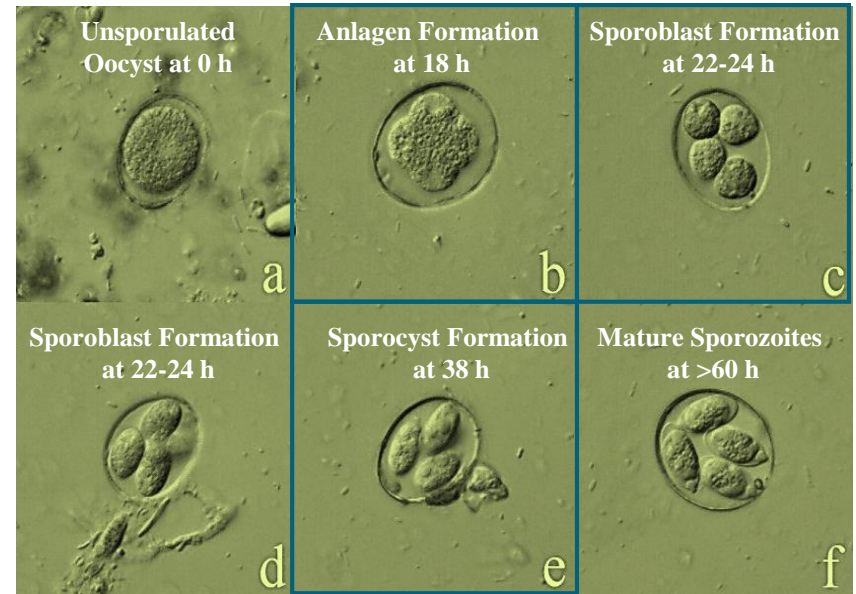 Unsporulated
Oocyst at 0 h
a
Anlagen Formation
at 18 h
b
Sporoblast Formation
at 22-24 h
c
Sporoblast Formation
at 22-24 h
d
Sporocyst Formation
at 38 h
e
Mature Sporozoites
at >60 h
f